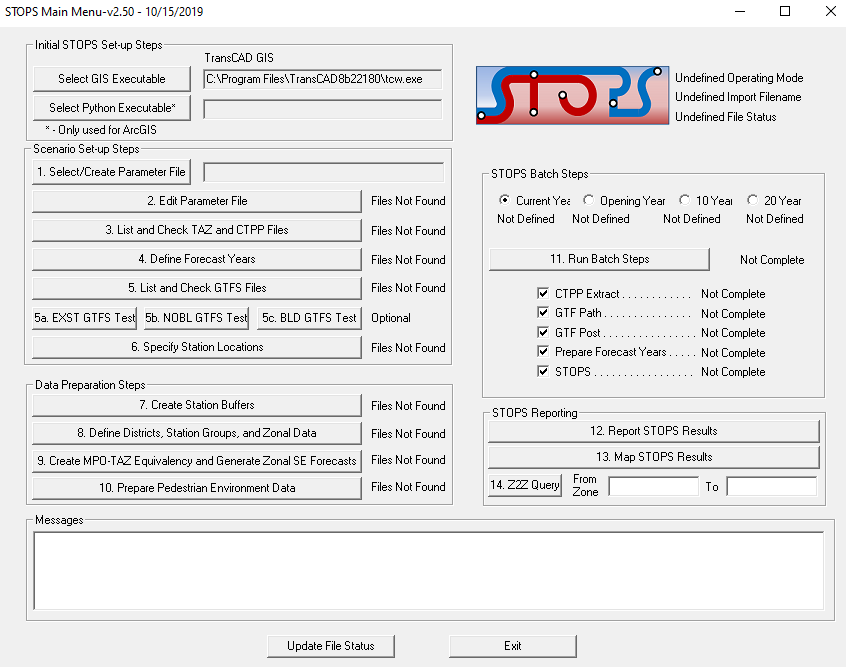 STOPS Main Menu-v2.50 - 10/15/2019
Initial STOPS Set-up Steps
TransCAD GIS
Select GIS Executable
C:\Program Files\TransCAD8b22180\tcw.exe
Select Python Executable*
* - Only used for ArcGIS
STOPS
Undefined Operating Mode
Undefined Import Filename
Undefined File Status
Scenario Set-up Steps
1. Select/Create Parameter File
2. Edit Parameter File Files Not Found
3. List and Check TAZ and CTPP Files Files Not Found
4. Define Forecast Years Files Not Found
5. List and Check GTFS Files Files Not Found
5a. EXST GTFS Test 5b. NOBL GTFS Test 5c. BLD GTFS Test Optional
6. Specify Station Locations Files Not Found
Data Preparation Steps
7. Create Station Buffers Files Not Found
8. Define Districts, Station Groups, and Zonal Data Files Not Found
9. Create MPO-TAZ Equivalency and Generate Zonal SE Forecasts Files Not Found
10. Prepare Pedestrian Environment Data Files Not Found
STOPS Batch Steps
Current Yea Opening Year 10 Year 20 Year
Not Defined Not Defined Not Defined Not Defined
11. Run Batch Steps Not Complete
CTPP Extract . . . . . . . . . . . . Not Complete
GTF Path . . . . . . . . . . . . . . . Not Complete
GTF Post . . . . . . . . . . . . . . . Not Complete
Prepare Forecast Years . . . . . Not Complete
STOPS . . . . . . . . . . . . . . . . . Not Complete
STOPS Reporting
12. Report STOPS Results
13. Map STOPS Results
14. Z2Z Query From Zone To
Messages
Update File Status Exit